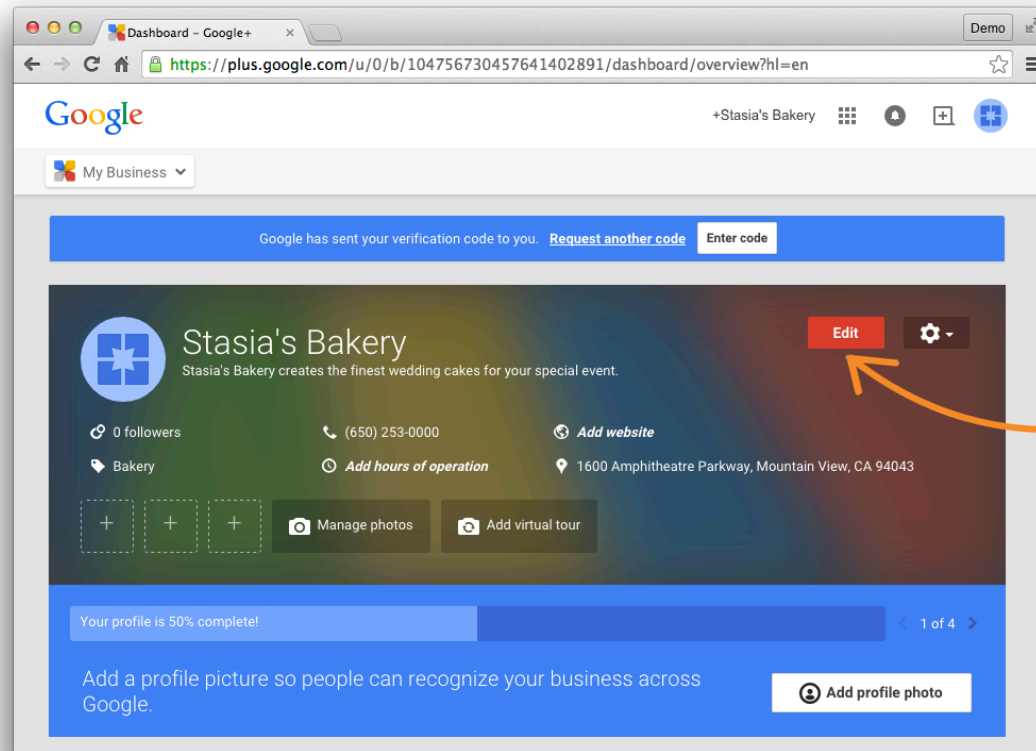 Dashboard – Google+
Demo
https://plus.google.com/u/0/b/104756730457641402891/dashboard/overview?hl=en
Google
+Stasia's Bakery
My Business
Google has sent your verification code to you. Request another code Enter code
Stasia's Bakery
Edit
Stasia's Bakery creates the finest wedding cakes for your special event.
0 followers
(650) 253-0000
Add website
Bakery
Add hours of operation
1600 Amphitheatre Parkway, Mountain View, CA 94043
Manage photos
Add virtual tour
Your profile is 50% complete!
1 of 4
Add a profile picture so people can recognize your business across
Google.
Add profile photo